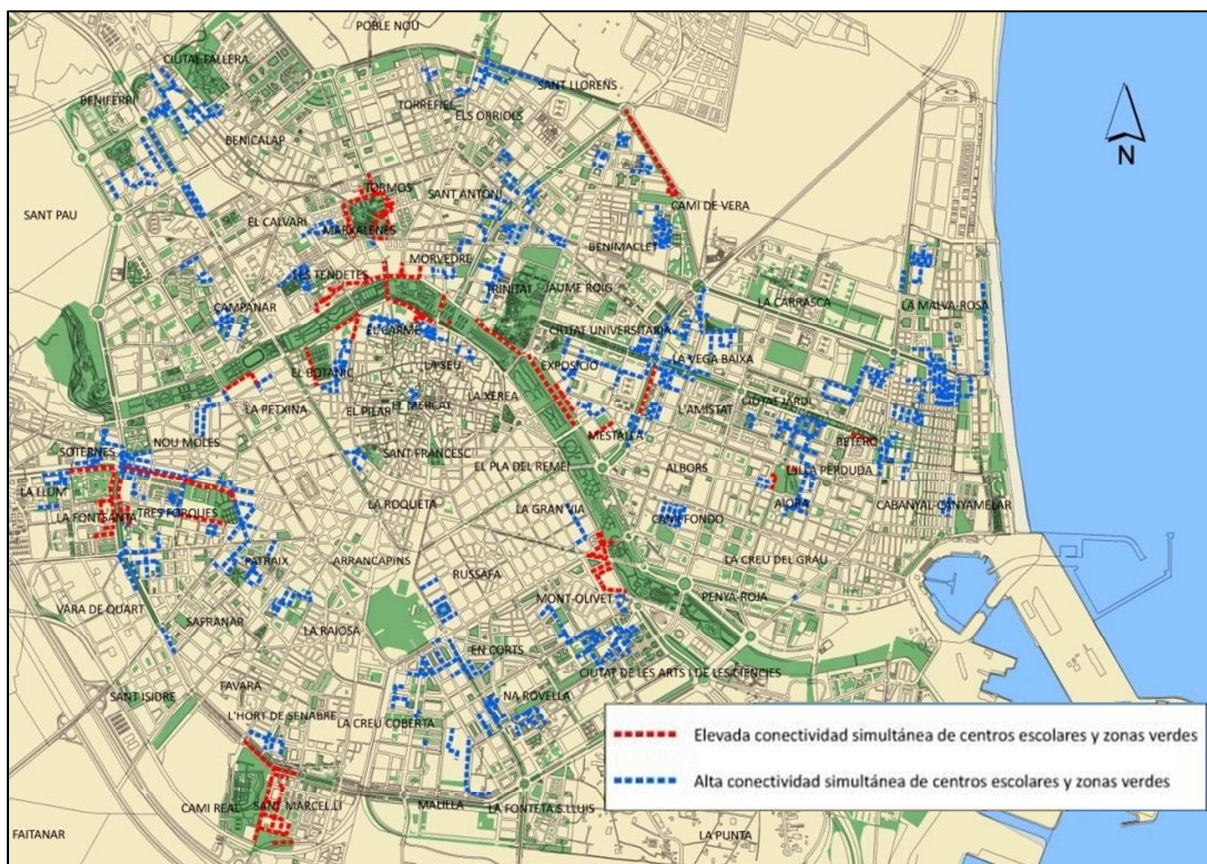 POBLE NOU
CIUTAT FALLERA
SANT LLORENS
BENIFERRI
TORREFIEL
ELS ORRIOLS
BENICALAP
N
TORMOS
SANT ANTONI
CAMI DE VERA
SANT PAU
EL CALVARI
MARXALENES
BENIMACLET
MORVEDRE
LES TENDETES
TRINITAT
JAUME ROIG
LA CARRASCA
LA MALVA-ROSA
CAMPANAR
EL CARME
CIUTAT UNIVERSITARIA
LA SEU
EXPOSICIO
LA VEGA BAIXA
EL BOTANIC
LA XEREA
CIUTAT JARDI
LA PETXINA
EL PILAR
EL MERCAT
L'AMISTAT
NOU MOLES
MESTALLA
BETERO
SOTERNES
SANT FRANCESC
EL PLA DEL REMEI
ALBORS
L'ILLA PERDUDA
LA LLUM
LA ROQUETA
LA GRAN VIA
AIORA
CABANYAL-CANYAMELAR
LA FONTSANTA
TRES FORQUES
CAMI FONDO
PATRAIX
ARRANCAPINS
RUSSAFA
LA CREU DEL GRAU
VARA DE QUART
MONT-OLIVET
PENYA-ROJA
SAFRANAR
LA RAIOSA
EN CORTS
CIUTAT DE LES ARTS I DE LES CIENCIES
SANT ISIDRE
FAVARA
NA ROVELLA
L'HORT DE SENABRE
LA CREU COBERTA
Elevada conectividad simultánea de centros escolares y zonas verdes
Alta conectividad simultánea de centros escolares y zonas verdes
CAMI REAL
SANT MARCEL.LI
MALILLA
LA FONTETA S.LLUIS
FAITANAR
LA PUNTA